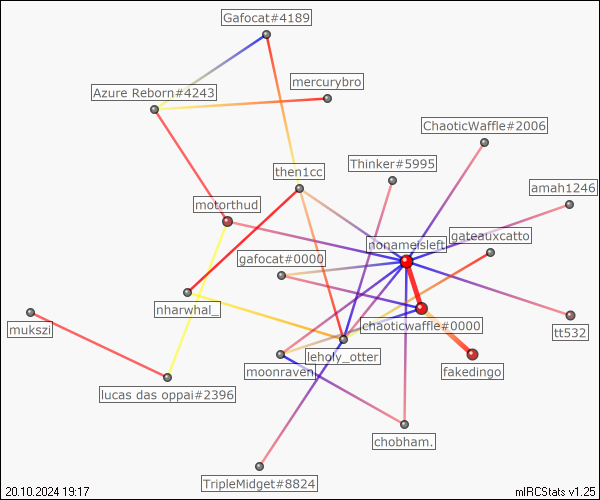 Gafocat#4189
mercurybro
Azure Reborn#4243
ChaoticWaffle#2006
Thinker#5995
then1cc
amah1246
motorthud
nonameisleft
gateauxcatto
gafocat#0000
nharwhal_
chaoticwaffle#0000
mukszi
tt532
leholy_otter
moonraven
fakedingo
lucas das oppai#2396
chobham.
TripleMidget#8824
20.10.2024 19:17
mIRCStats v1.25